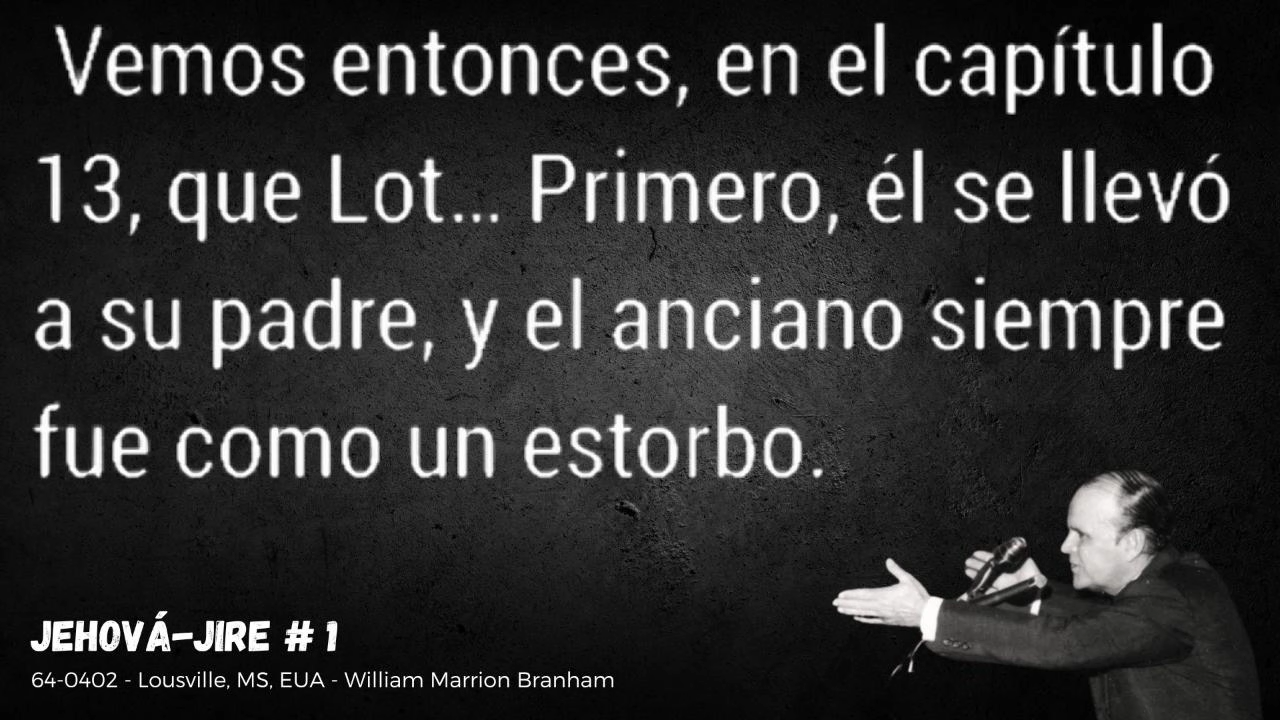 Vemos entonces, en el capítulo
13, que Lot... Primero, él se llevó
a su padre, y el anciano siempre
fue como un estorbo.
JEHOVÁ-JIRE # 1
64-0402 - Lousville, MS, EUA - William Marrion Branham